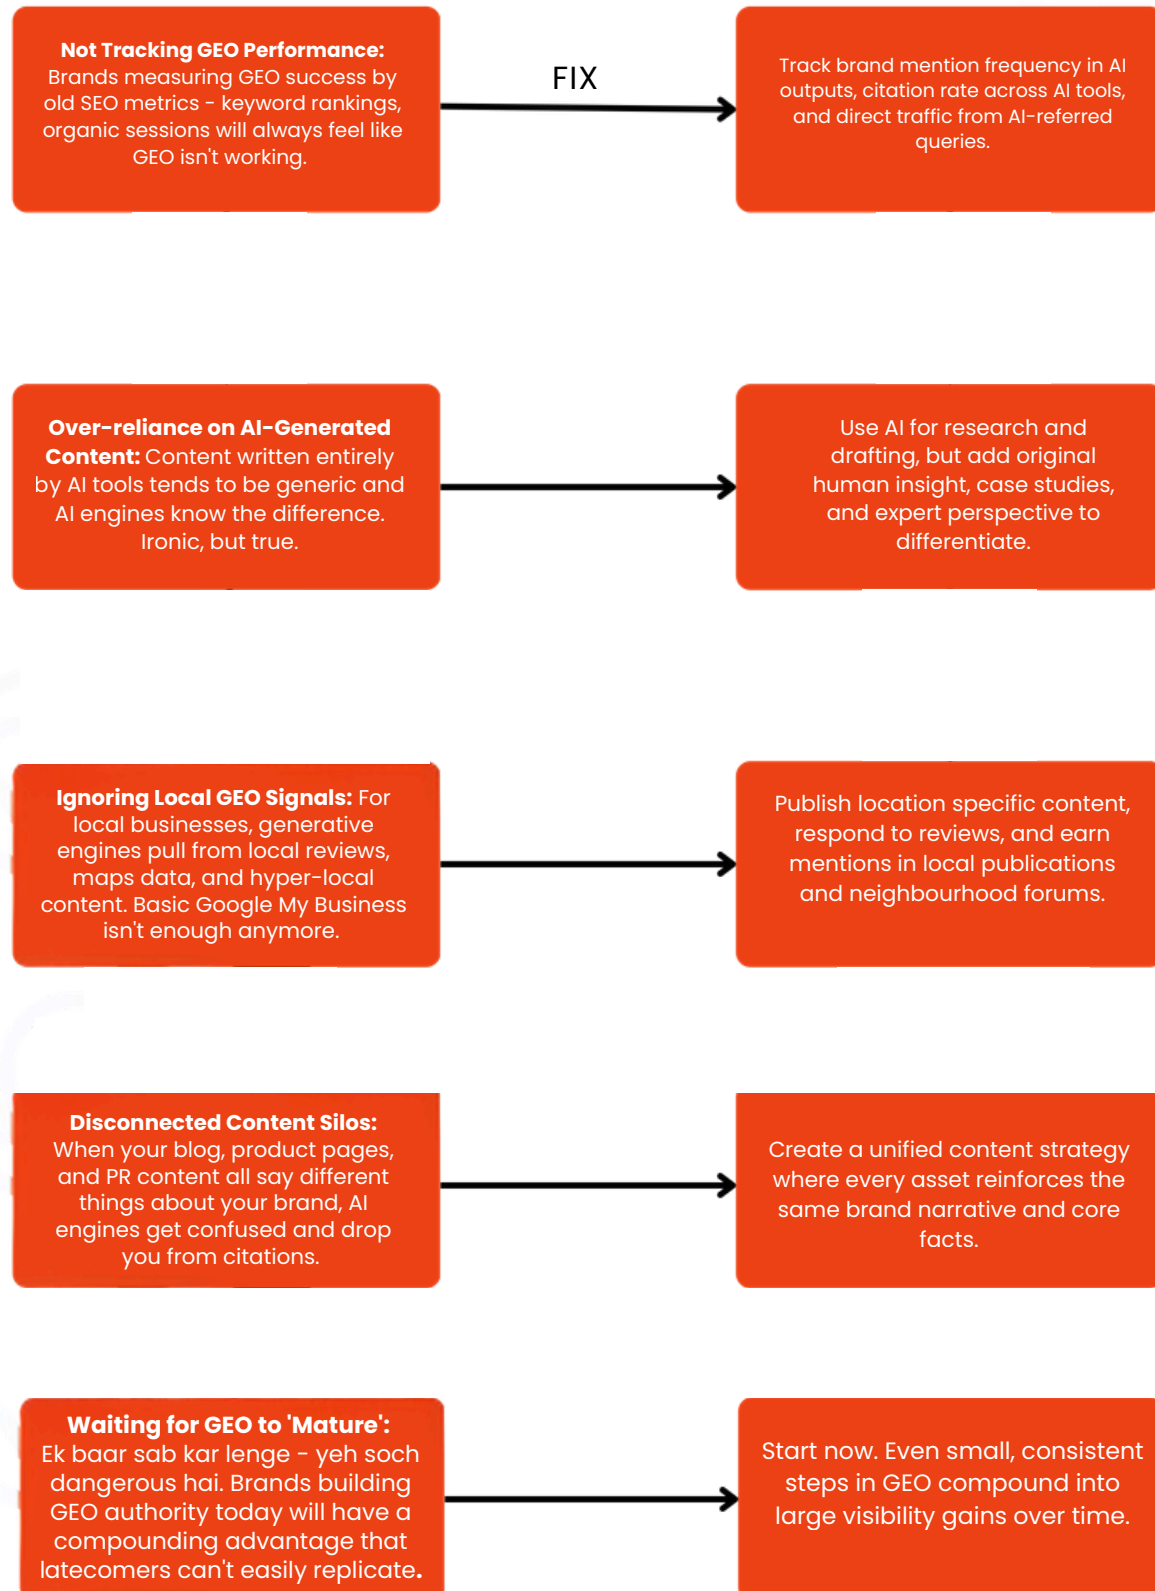 Not Tracking GEO Performance:
Brands measuring GEO success by
old SEO metrics - keyword rankings,
organic sessions will always feel like
GEO isn't working.
FIX
Track brand mention frequency in AI
outputs, citation rate across AI tools,
and direct traffic from AI-referred
queries.
Over-reliance on AI-Generated
Content: Content written entirely
by AI tools tends to be generic and
AI engines know the difference.
Ironic, but true.
Use AI for research and
drafting, but add original
human insight, case studies,
and expert perspective to
differentiate.
Ignoring Local GEO Signals: For
local businesses, generative
engines pull from local reviews,
maps data, and hyper-local
content. Basic Google My Business
isn't enough anymore.
Publish location specific content,
respond to reviews, and earn
mentions in local publications
and neighbourhood forums.
Disconnected Content Silos:
When your blog, product pages,
and PR content all say different
things about your brand, AI
engines get confused and drop
you from citations.
Create a unified content strategy
where every asset reinforces the
same brand narrative and core
facts.
Waiting for GEO to 'Mature':
Ek baar sab kar lenge - yeh soch
dangerous hai. Brands building
GEO authority today will have a
compounding advantage that
latecomers can't easily replicate.
Start now. Even small, consistent
steps in GEO compound into
large visibility gains over time.